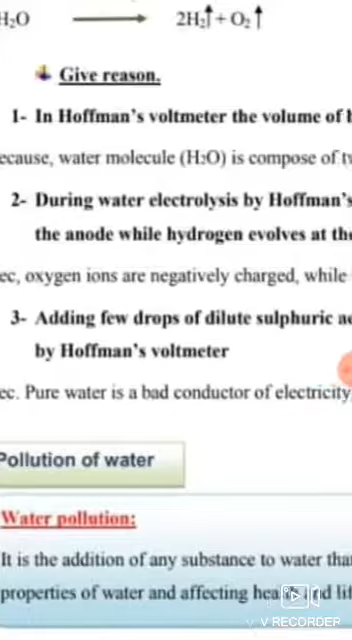 H₂O ⟶ 2H₂↑ + O₂↑
Give reason.
1- In Hoffman's voltmeter the volume of
ecause, water molecule (H₂O) is compose of
2- During water electrolysis by Hoffman's
the anode while hydrogen evolves at the
ec, oxygen ions are negatively charged, while
3- Adding few drops of dilute sulphuric
by Hoffman's voltmeter
ec. Pure water is a bad conductor of electricity
Pollution of water
Water pollution:
It is the addition of any substance to water
properties of water and affecting
V RECORDER